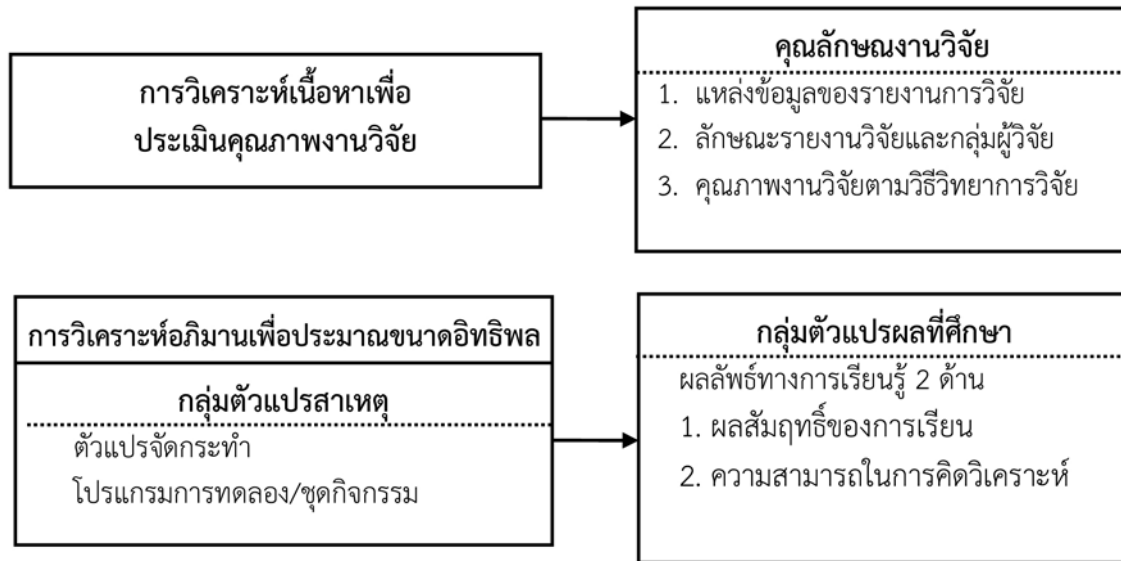 การวิเคราะห์เนื้อหาเพื่อ
ประเมินคุณภาพงานวิจัย
คุณลักษณงานวิจัย
1. แหล่งข้อมูลของรายงานการวิจัย
2. ลักษณะรายงานวิจัยและกลุ่มผู้วิจัย
3. คุณภาพงานวิจัยตามวิธีวิทยาการวิจัย
การวิเคราะห์อภิมานเพื่อประมาณขนาดอิทธิพล
กลุ่มตัวแปรสาเหตุ
ตัวแปรจัดกระทำ
โปรแกรมการทดลอง/ชุดกิจกรรม
กลุ่มตัวแปรผลที่ศึกษา
ผลลัพธ์ทางการเรียนรู้ 2 ด้าน
1. ผลสัมฤทธิ์ของการเรียน
2. ความสามารถในการคิดวิเคราะห์